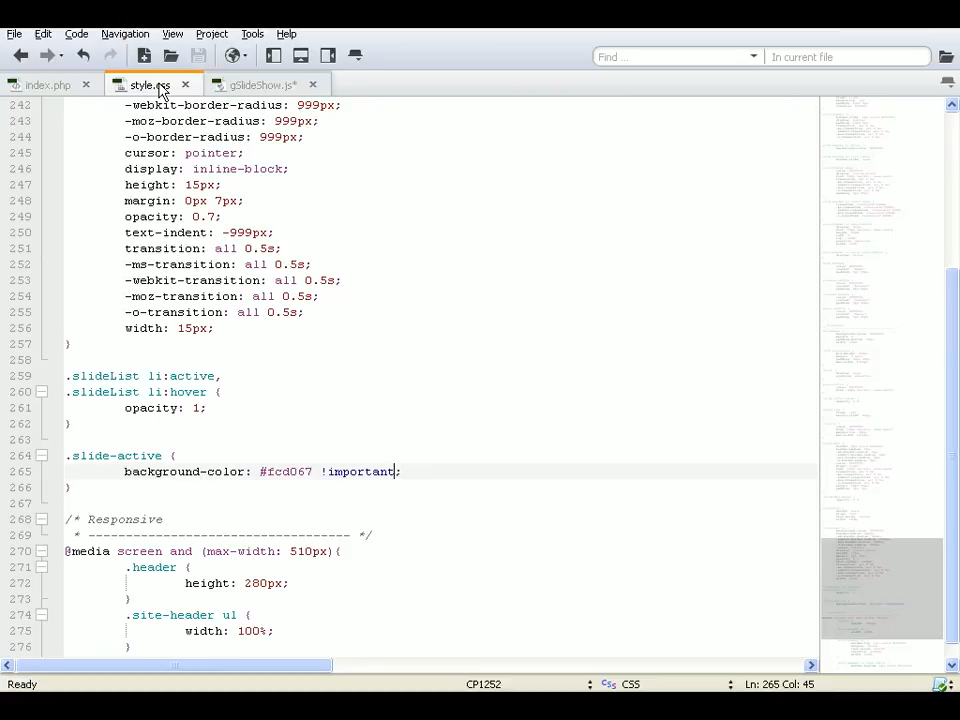 File Edit Code Navigation View Project Tools Help
Find ... In current file
index.php style.css gSlideShow.js*
242 -webkit-border-radius: 999px;
243 -moz-border-radius: 999px;
244 -o-border-radius: 999px;
245 cursor: pointer;
246 display: inline-block;
247 height: 15px;
248 margin: 0px 7px;
249 opacity: 0.7;
250 text-indent: -999px;
251 transition: all 0.5s;
252 -ms-transition: all 0.5s;
253 -webkit-transition: all 0.5s;
254 -moz-transition: all 0.5s;
255 -o-transition: all 0.5s;
256 width: 15px;
257 }
258
259 .slideList li:active,
260 .slideList li:hover {
261 opacity: 1;
262 }
263
264 .slide-active {
265 background-color: #fcd067 !important;
266
267
268 /* Responsive
269 * ----------------------------------- */
270 @media screen and (max-width: 510px){
271 .header {
272 height: 280px;
273 }
274 .site-header ul {
275 width: 100%;
276 }
Ready CP1252 CSS CSS Ln: 265 Col: 45